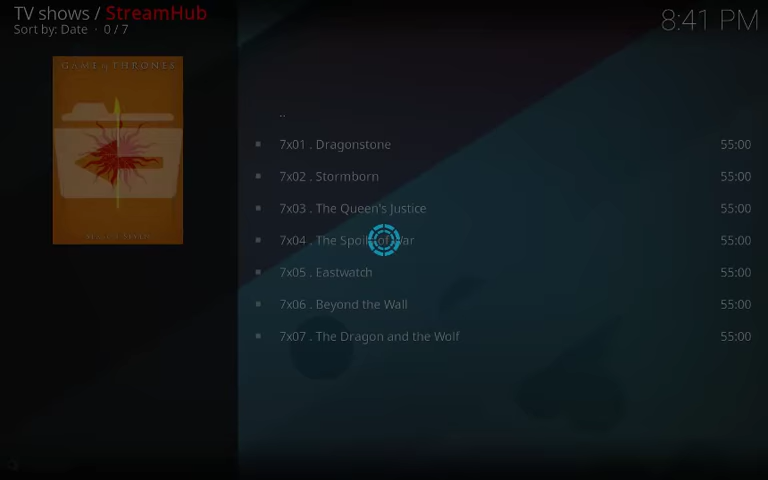 TV shows / StreamHub
Sort by: Date · 0 / 7
8:41 PM
GAME OF THRONES
..
7x01 . Dragonstone 55:00
7x02 . Stormborn 55:00
7x03 . The Queen's Justice 55:00
7x04 . The Spoils of War 55:00
7x05 . Eastwatch 55:00
7x06 . Beyond the Wall 55:00
7x07 . The Dragon and the Wolf 55:00